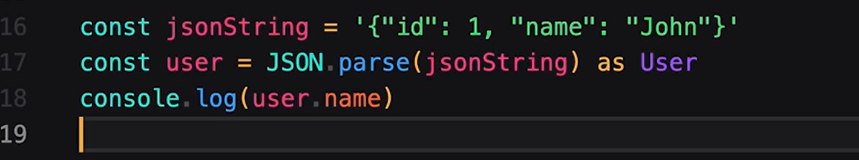 16 const jsonString = '{"id": 1, "name": "John"}'
17 const user = JSON.parse(jsonString) as User
18 console.log(user.name)
19